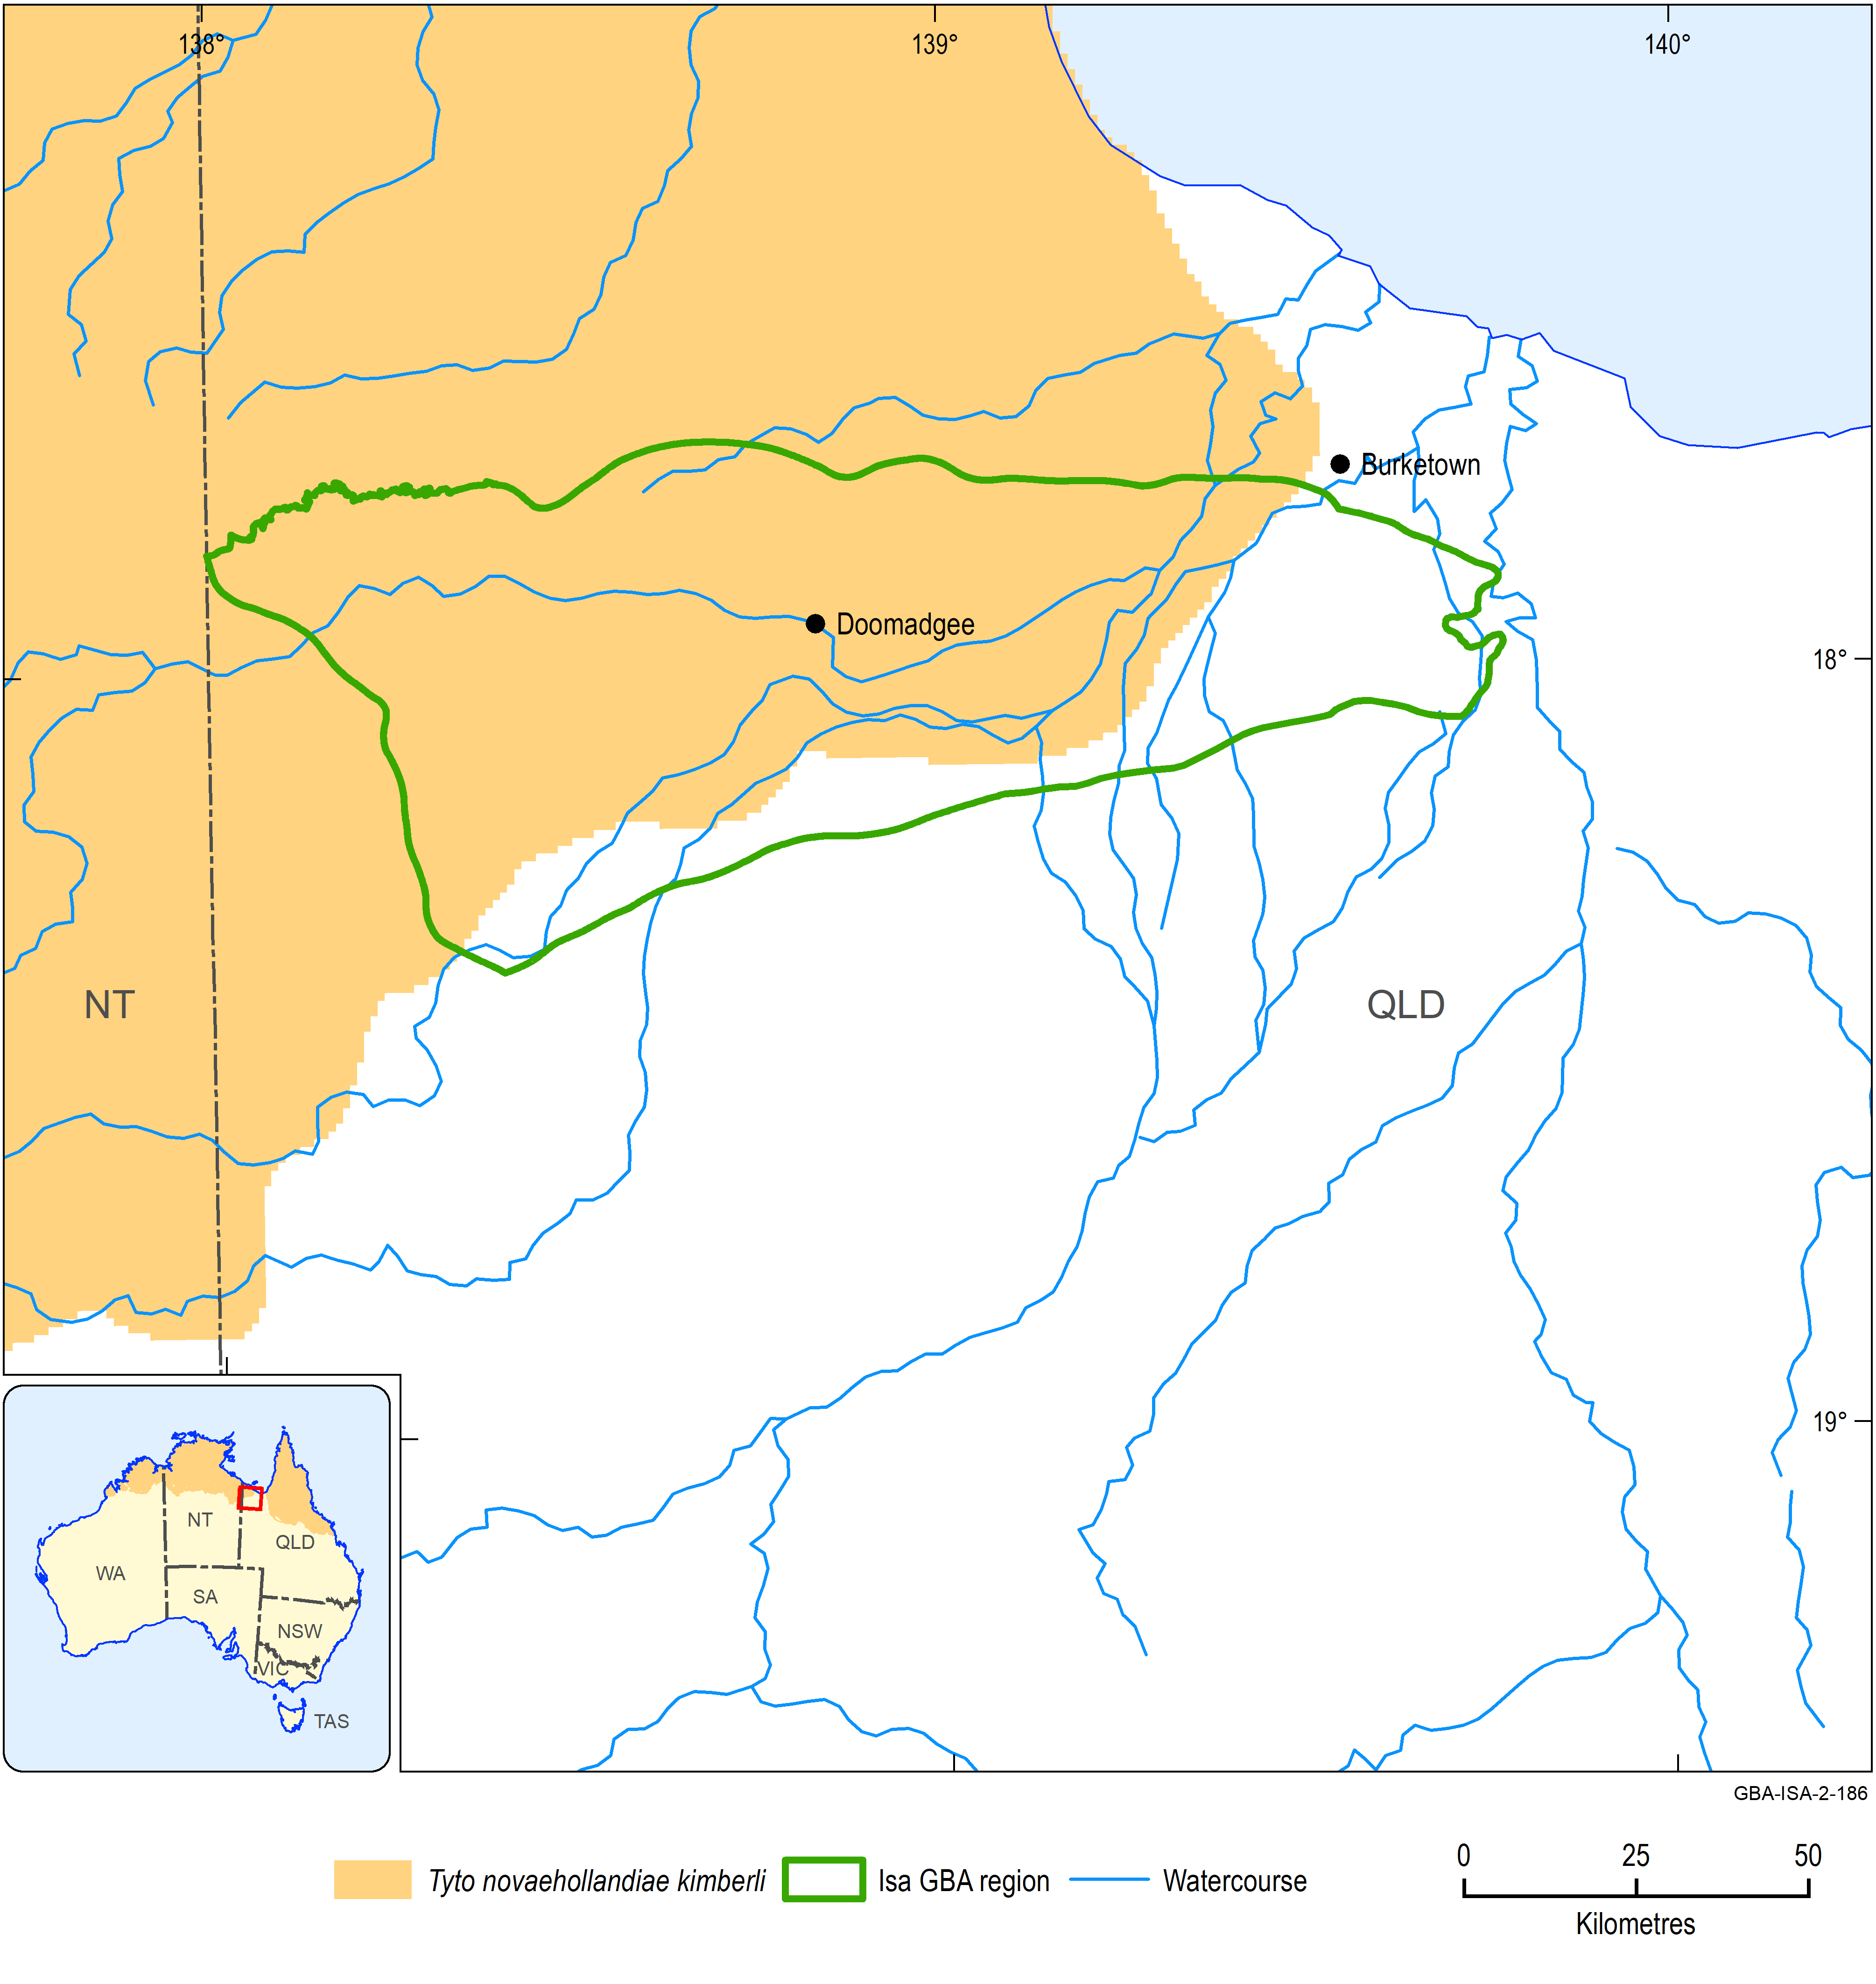 138°
139°
140°
Burketown
Doomadgee
18°
NT
QLD
19°
NT
QLD
WA
SA
NSW
VIC
TAS
GBA-ISA-2-186
Tyto novaehollandiae kimberli
Isa GBA region
Watercourse
0 25 50
Kilometres